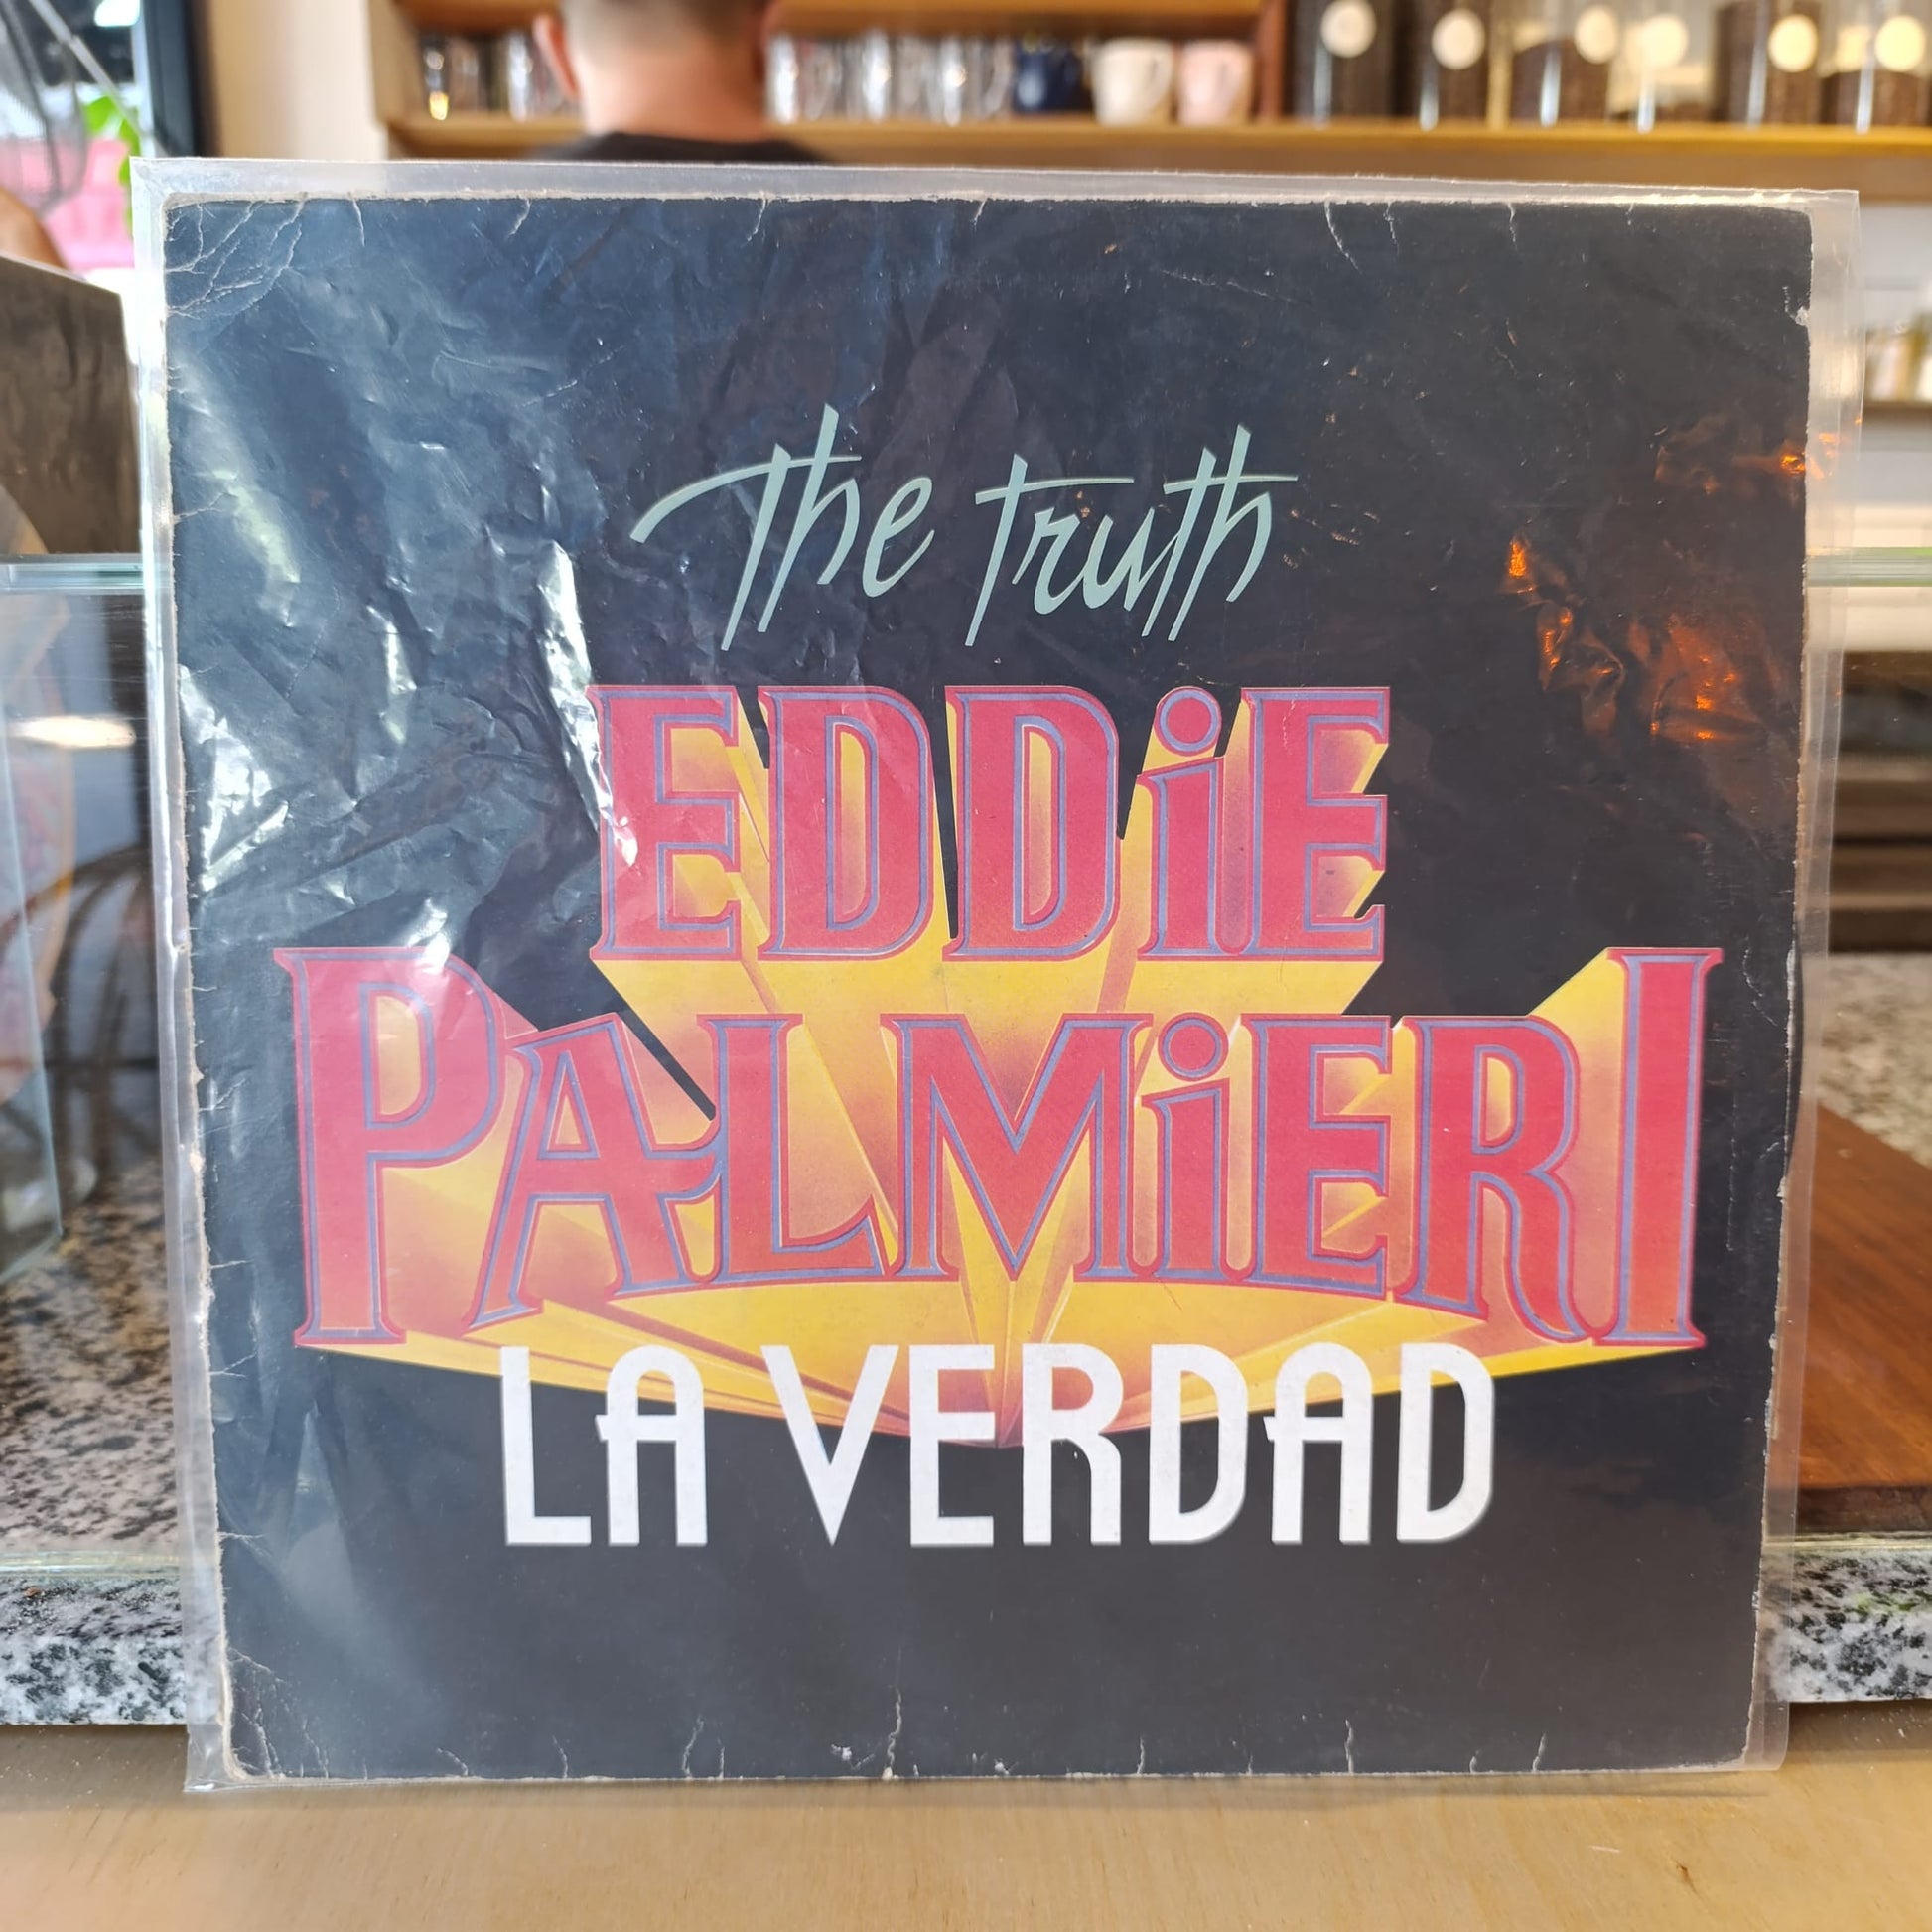 The truth
EDDiE
PALMiERI
LA VERDAD